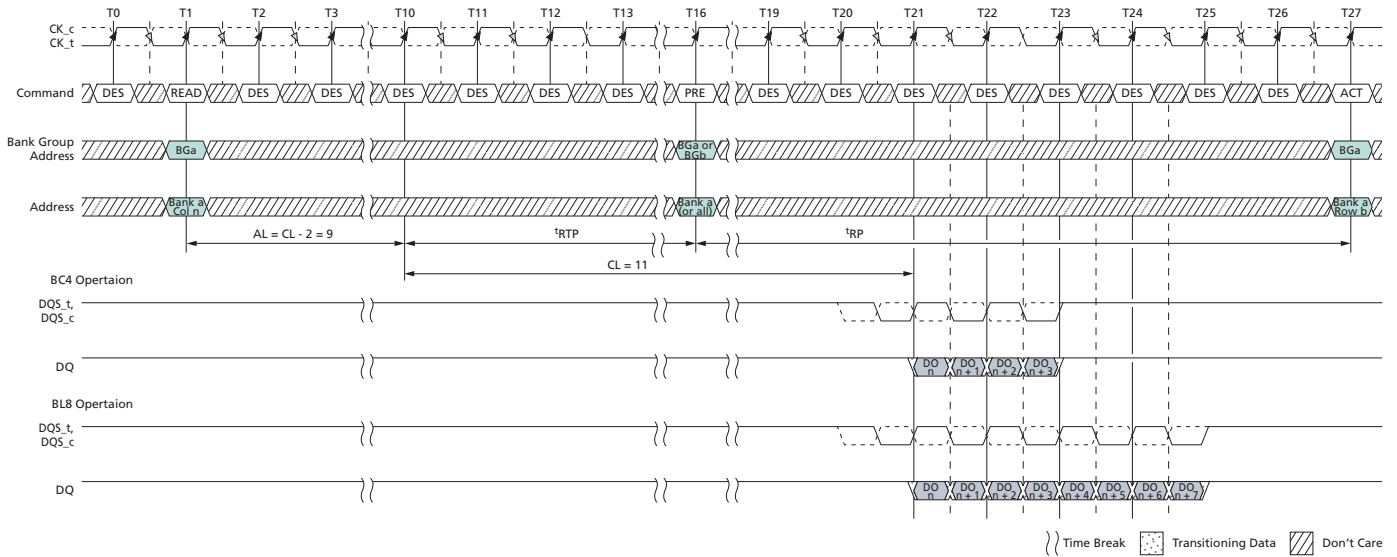 T0 T1 T2 T3 T10 T11 T12 T13 T16 T19 T20 T21 T22 T23 T24 T25 T26 T27
CK_c
CK_t
Command DES READ DES DES DES DES DES DES PRE DES DES DES DES DES DES DES DES ACT
Bank Group
Address
BGa
BGa or
BGb
BGa
Address
Bank a
Col n
Bank a
(or all)
Bank a
Row b
AL = CL - 2 = 9
tRTP
tRP
CL = 11
BC4 Opertaion
DQS_t,
DQS_c
DQ
DO
n
DO
n + 1
DO
n + 2
DO
n + 3
BL8 Opertaion
DQS_t,
DQS_c
DQ
DO
n
DO
n + 1
DO
n + 2
DO
n + 3
DO
n + 4
DO
n + 5
DO
n + 6
DO
n + 7
Time Break Transitioning Data Don't Care